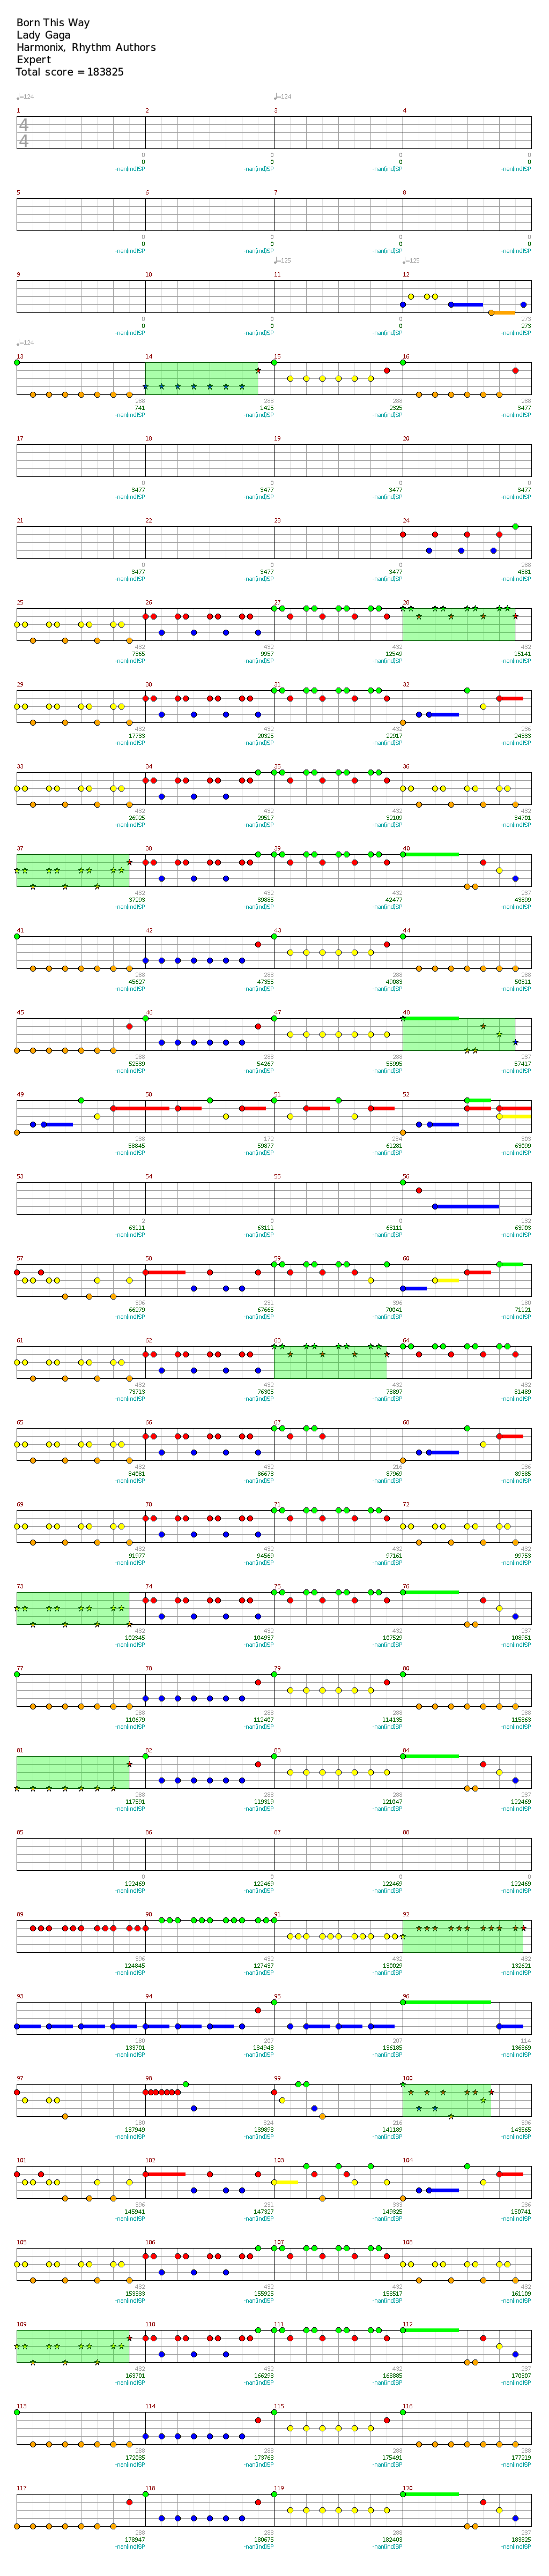 Born This Way
Lady Gaga
Harmonix, Rhythm Authors
Expert
Total score = 183825
♩=124 ♩=124
1 2 3 4
4
4
0 0 0 0
0 0 0 0
-nan(ind)SP -nan(ind)SP -nan(ind)SP -nan(ind)SP
5 6 7 8
0 0 0 0
0 0 0 0
-nan(ind)SP -nan(ind)SP -nan(ind)SP -nan(ind)SP
♩=125 ♩=125
9 10 11 12
0 0 0 273
0 0 0 273
-nan(ind)SP -nan(ind)SP -nan(ind)SP -nan(ind)SP
♩=124
13 14 15 16
288 288 288 288
741 1425 2325 3477
-nan(ind)SP -nan(ind)SP -nan(ind)SP -nan(ind)SP
17 18 19 20
0 0 0 0
3477 3477 3477 3477
-nan(ind)SP -nan(ind)SP -nan(ind)SP -nan(ind)SP
21 22 23 24
0 0 0 288
3477 3477 3477 4881
-nan(ind)SP -nan(ind)SP -nan(ind)SP -nan(ind)SP
25 26 27 28
432 432 432 432
7365 9957 12549 15141
-nan(ind)SP -nan(ind)SP -nan(ind)SP -nan(ind)SP
29 30 31 32
432 432 432 236
17733 20325 22917 24333
-nan(ind)SP -nan(ind)SP -nan(ind)SP -nan(ind)SP
33 34 35 36
432 432 432 432
26925 29517 32109 34701
-nan(ind)SP -nan(ind)SP -nan(ind)SP -nan(ind)SP
37 38 39 40
432 432 432 237
37293 39885 42477 43899
-nan(ind)SP -nan(ind)SP -nan(ind)SP -nan(ind)SP
41 42 43 44
288 288 288 288
45627 47355 49083 50811
-nan(ind)SP -nan(ind)SP -nan(ind)SP -nan(ind)SP
45 46 47 48
288 288 288 237
52539 54267 55995 57417
-nan(ind)SP -nan(ind)SP -nan(ind)SP -nan(ind)SP
49 50 51 52
238 172 234 303
58845 59877 61281 63099
-nan(ind)SP -nan(ind)SP -nan(ind)SP -nan(ind)SP
53 54 55 56
2 0 0 132
63111 63111 63111 63903
-nan(ind)SP -nan(ind)SP -nan(ind)SP -nan(ind)SP
57 58 59 60
396 231 396 180
66279 67665 70041 71121
-nan(ind)SP -nan(ind)SP -nan(ind)SP -nan(ind)SP
61 62 63 64
432 432 432 432
73713 76305 78897 81489
-nan(ind)SP -nan(ind)SP -nan(ind)SP -nan(ind)SP
65 66 67 68
432 432 216 236
84081 86673 87969 89385
-nan(ind)SP -nan(ind)SP -nan(ind)SP -nan(ind)SP
69 70 71 72
432 432 432 432
91977 94569 97161 99753
-nan(ind)SP -nan(ind)SP -nan(ind)SP -nan(ind)SP
73 74 75 76
432 432 432 237
102345 104937 107529 108951
-nan(ind)SP -nan(ind)SP -nan(ind)SP -nan(ind)SP
77 78 79 80
288 288 288 288
110679 112407 114135 115863
-nan(ind)SP -nan(ind)SP -nan(ind)SP -nan(ind)SP
81 82 83 84
288 288 288 237
117591 119319 121047 122469
-nan(ind)SP -nan(ind)SP -nan(ind)SP -nan(ind)SP
85 86 87 88
0 0 0 0
122469 122469 122469 122469
-nan(ind)SP -nan(ind)SP -nan(ind)SP -nan(ind)SP
89 90 91 92
396 432 432 432
124845 127437 130029 132621
-nan(ind)SP -nan(ind)SP -nan(ind)SP -nan(ind)SP
93 94 95 96
180 207 207 114
133701 134943 136185 136869
-nan(ind)SP -nan(ind)SP -nan(ind)SP -nan(ind)SP
97 98 99 100
180 324 216 396
137949 139893 141189 143565
-nan(ind)SP -nan(ind)SP -nan(ind)SP -nan(ind)SP
101 102 103 104
396 231 333 236
145941 147327 149325 150741
-nan(ind)SP -nan(ind)SP -nan(ind)SP -nan(ind)SP
105 106 107 108
432 432 432 432
153333 155925 158517 161109
-nan(ind)SP -nan(ind)SP -nan(ind)SP -nan(ind)SP
109 110 111 112
432 432 432 237
163701 166293 168885 170307
-nan(ind)SP -nan(ind)SP -nan(ind)SP -nan(ind)SP
113 114 115 116
288 288 288 288
172035 173763 175491 177219
-nan(ind)SP -nan(ind)SP -nan(ind)SP -nan(ind)SP
117 118 119 120
288 288 288 237
178947 180675 182403 183825
-nan(ind)SP -nan(ind)SP -nan(ind)SP -nan(ind)SP